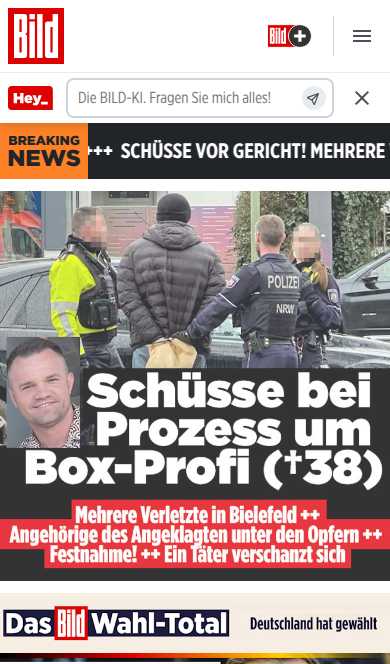 Bild
Bild +
Hey_
Die BILD-KI. Fragen Sie mich alles!
BREAKING
NEWS
+++ SCHÜSSE VOR GERICHT! MEHRERE
POLIZEI
NRW
Schüsse bei
Prozess um
Box-Profi (†38)
Mehrere Verletzte in Bielefeld ++
Angehörige des Angeklagten unter den Opfern ++
Festnahme! ++ Ein Täter verschanzt sich
Das Bild Wahl-Total
Deutschland hat gewählt